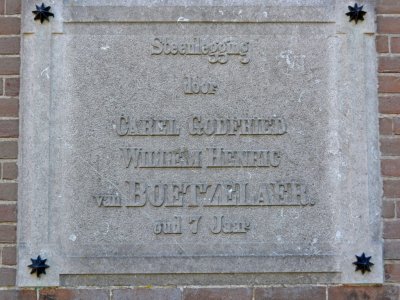 Steenlegging
door
CAREL GODFRIED
WILLEM HENRIC
van BOETZELAER.
oud 7 Jaar